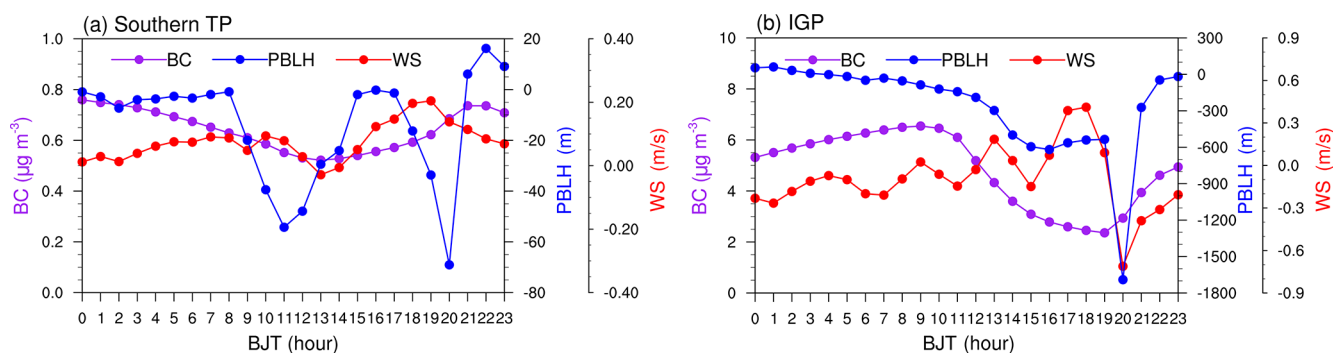 (a) Southern TP
BC PBLH WS
1.0
0.8
0.6
0.4
0.2
0.0
BC (μg m⁻³)
20
0
-20
-40
-60
-80
PBLH (m)
0.40
0.20
0.00
-0.20
-0.40
WS (m/s)
0 1 2 3 4 5 6 7 8 9 10 11 12 13 14 15 16 17 18 19 20 21 22 23
BJT (hour)
(b) IGP
BC PBLH WS
10
8
6
4
2
0
BC (μg m⁻³)
300
0
-300
-600
-900
-1200
-1500
-1800
PBLH (m)
0.9
0.6
0.3
0.0
-0.3
-0.6
-0.9
WS (m/s)
0 1 2 3 4 5 6 7 8 9 10 11 12 13 14 15 16 17 18 19 20 21 22 23
BJT (hour)